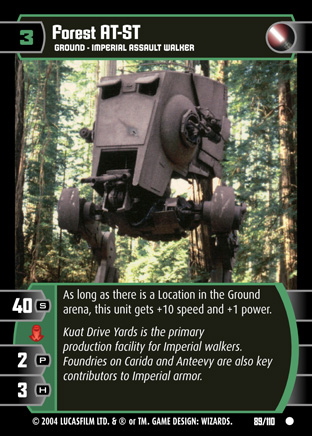 3
Forest AT-ST
GROUND - IMPERIAL ASSAULT WALKER
40 S
As long as there is a Location in the Ground
arena, this unit gets +10 speed and +1 power.
Kuat Drive Yards is the primary
production facility for Imperial walkers.
2 P
Foundries on Carida and Anteevy are also key
contributors to Imperial armor.
3 H
© 2004 LUCASFILM LTD. & ® or TM. GAME DESIGN: WIZARDS.
89/110